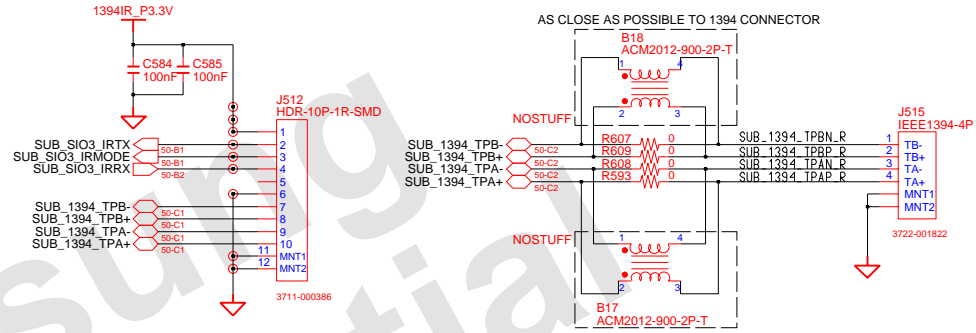 1394IR_P3.3V
C584
100nF
C585
100nF
J512
HDR-10P-1R-SMD
1
2
3
4
5
6
7
8
9
10
11
MNT1
12
MNT2
3711-000386
SUB_SIO3_IRTX
50-B1
SUB_SIO3_IRMODE
50-B1
SUB_SIO3_IRRX
50-B2
SUB_1394_TPB-
50-C1
SUB_1394_TPB+
50-C1
SUB_1394_TPA-
50-C1
SUB_1394_TPA+
50-C1
AS CLOSE AS POSSIBLE TO 1394 CONNECTOR
B18
ACM2012-900-2P-T
1
4
2
3
NOSTUFF
SUB_1394_TPB-
50-C2
SUB_1394_TPB+
50-C2
SUB_1394_TPA-
50-C2
SUB_1394_TPA+
50-C2
R607
0
R609
0
R608
0
R593
0
SUB_1394_TPBN_R
SUB_1394_TPBP_R
SUB_1394_TPAN_R
SUB_1394_TPAP_R
NOSTUFF
1
4
2
3
B17
ACM2012-900-2P-T
J515
IEEE1394-4P
1
TB-
2
TB+
3
TA-
4
TA+
MNT1
MNT2
3722-001822
sung
tial